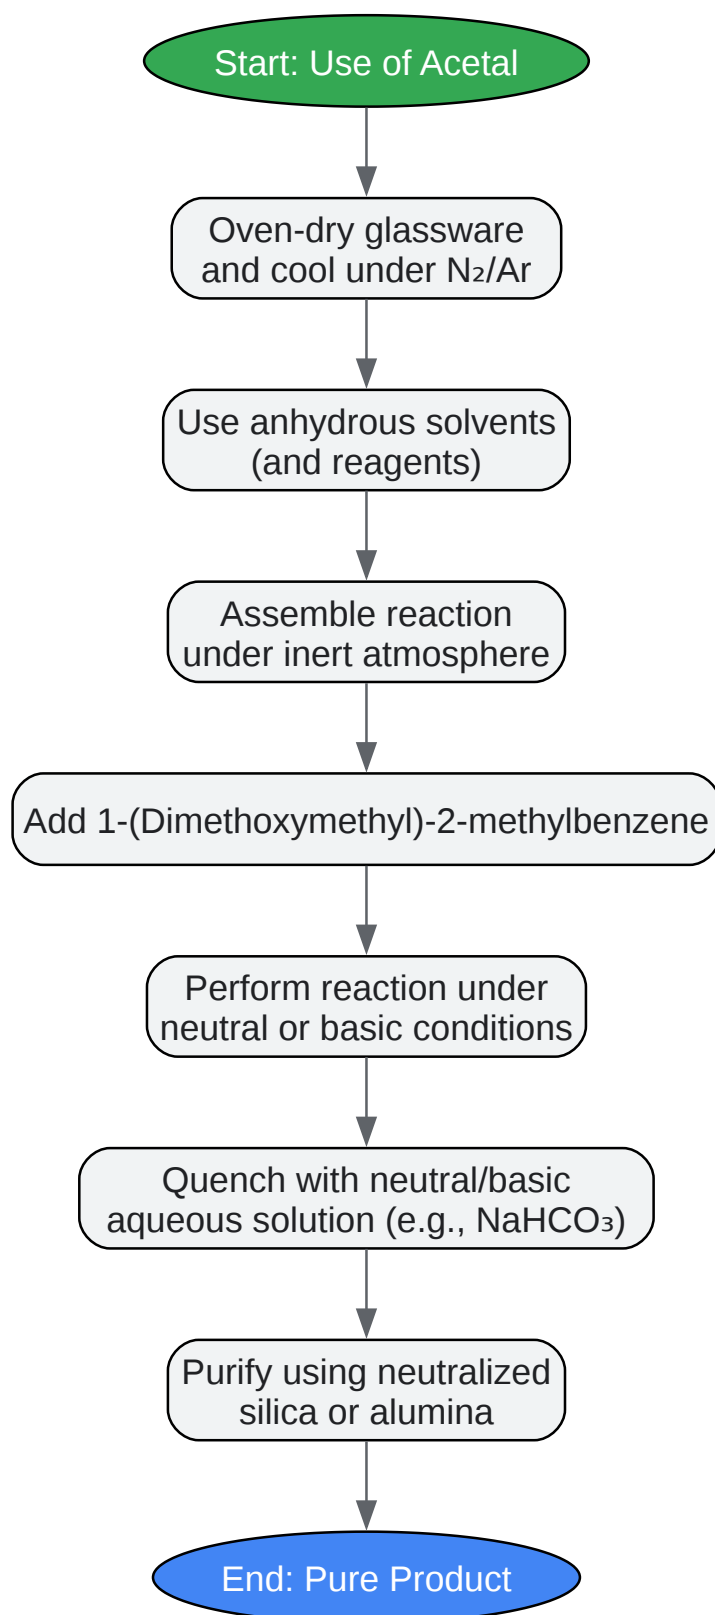 Start: Use of Acetal
Oven-dry glassware
and cool under N₂/Ar
Use anhydrous solvents
(and reagents)
Assemble reaction
under inert atmosphere
Add 1-(Dimethoxymethyl)-2-methylbenzene
Perform reaction under
neutral or basic conditions
Quench with neutral/basic
aqueous solution (e.g., NaHCO₃)
Purify using neutralized
silica or alumina
End: Pure Product